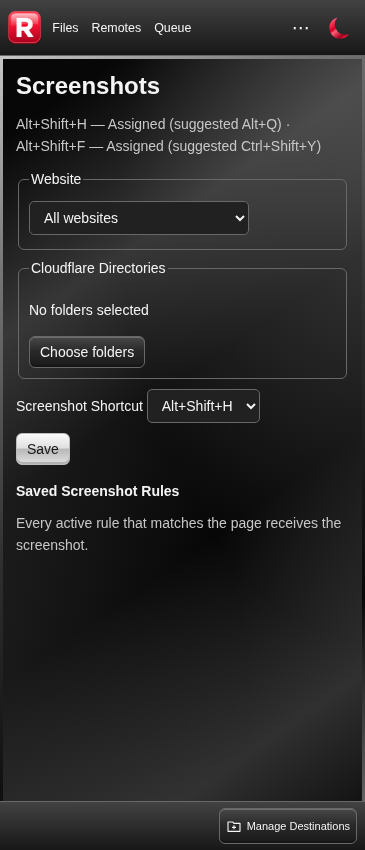 R Files Remotes Queue ...
Screenshots
Alt+Shift+H — Assigned (suggested Alt+Q) ·
Alt+Shift+F — Assigned (suggested Ctrl+Shift+Y)
Website
All websites
Cloudflare Directories
No folders selected
Choose folders
Screenshot Shortcut Alt+Shift+H
Save
Saved Screenshot Rules
Every active rule that matches the page receives the
screenshot.
Manage Destinations